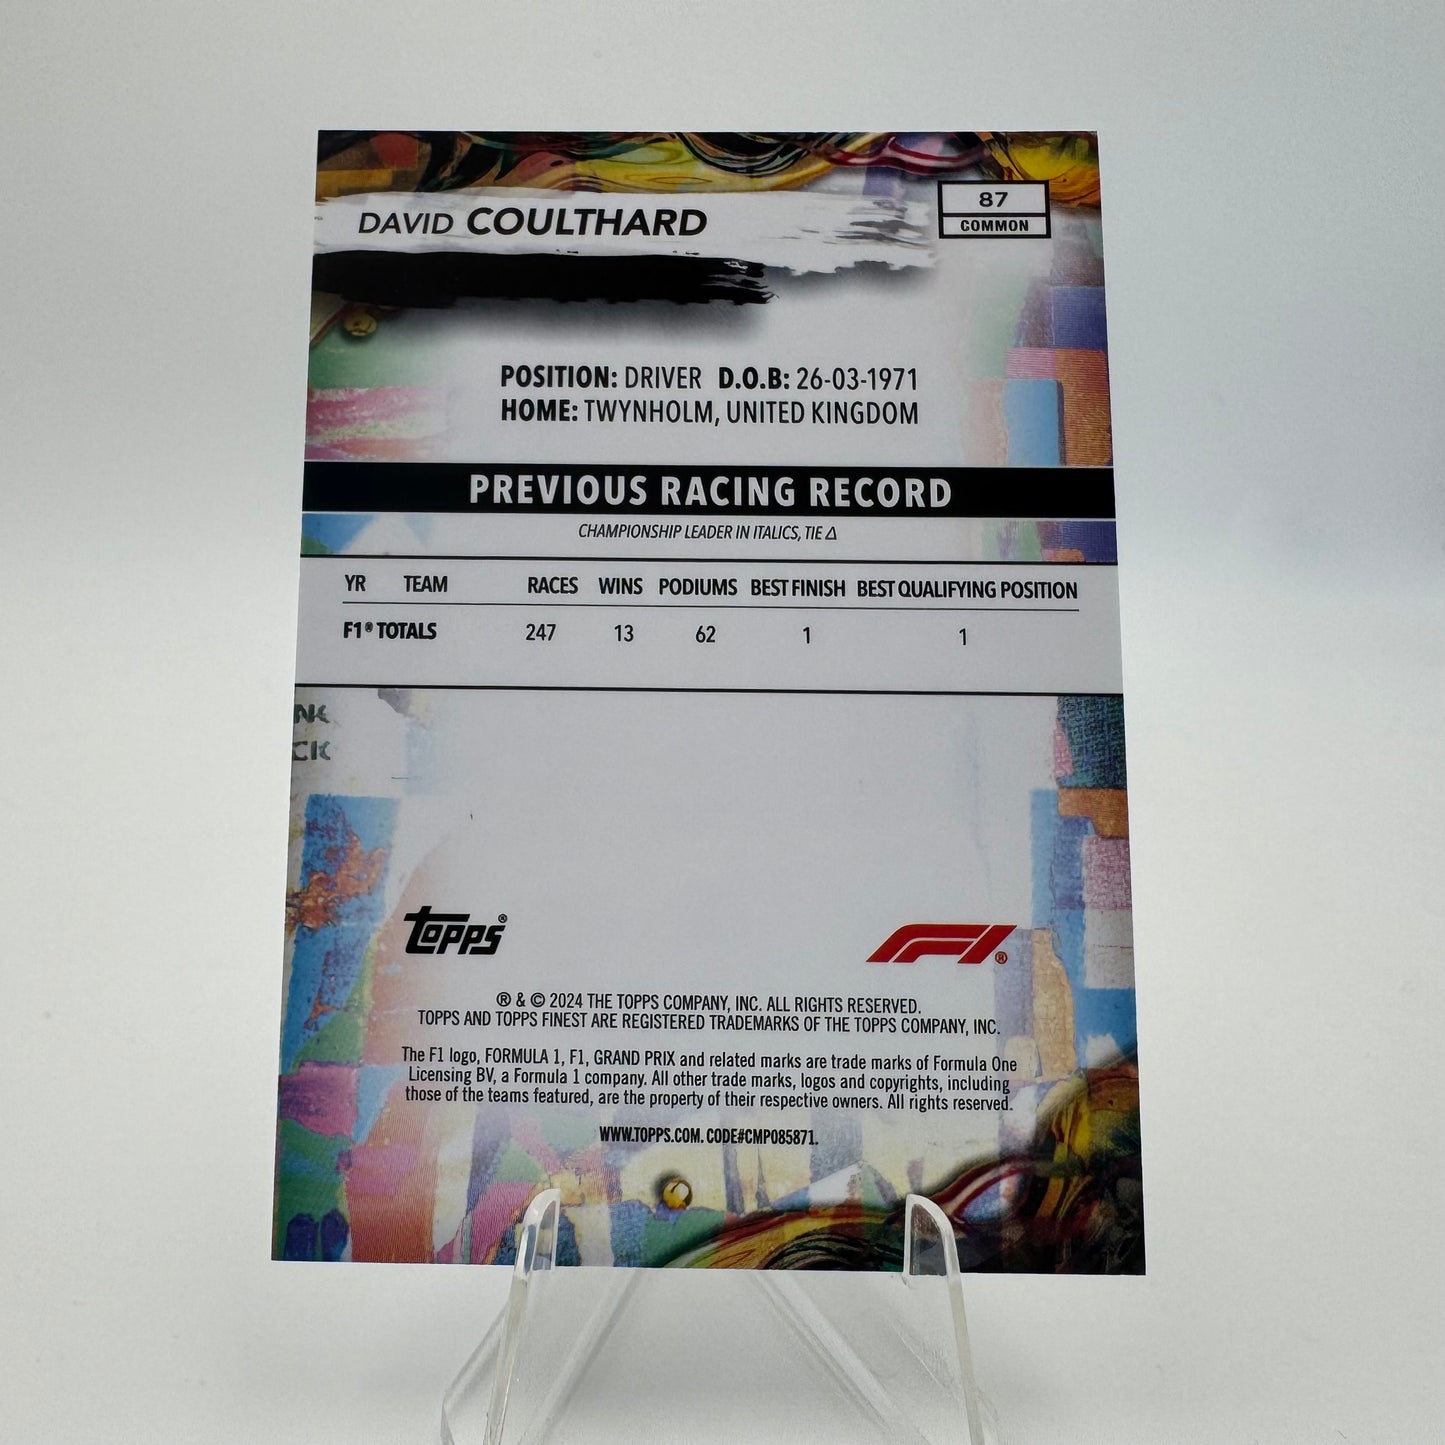 DAVID COULTHARD
87
COMMON
POSITION: DRIVER D.O.B: 26-03-1971
HOME: TWYNHOLM, UNITED KINGDOM
PREVIOUS RACING RECORD
CHAMPIONSHIP LEADER IN ITALICS, TIE Δ
YR TEAM RACES WINS PODIUMS BEST FINISH BEST QUALIFYING POSITION
F1® TOTALS 247 13 62 1 1
NK
CK
TOPPS®
F1®
® & © 2024 THE TOPPS COMPANY, INC. ALL RIGHTS RESERVED.
TOPPS AND TOPPS FINEST ARE REGISTERED TRADEMARKS OF THE TOPPS COMPANY, INC.
The F1 logo, FORMULA 1, F1, GRAND PRIX and related marks are trade marks of Formula One
Licensing BV, a Formula 1 company. All other trade marks, logos and copyrights, including
those of the teams featured, are the property of their respective owners. All rights reserved.
WWW.TOPPS.COM. CODE#CMP085871.